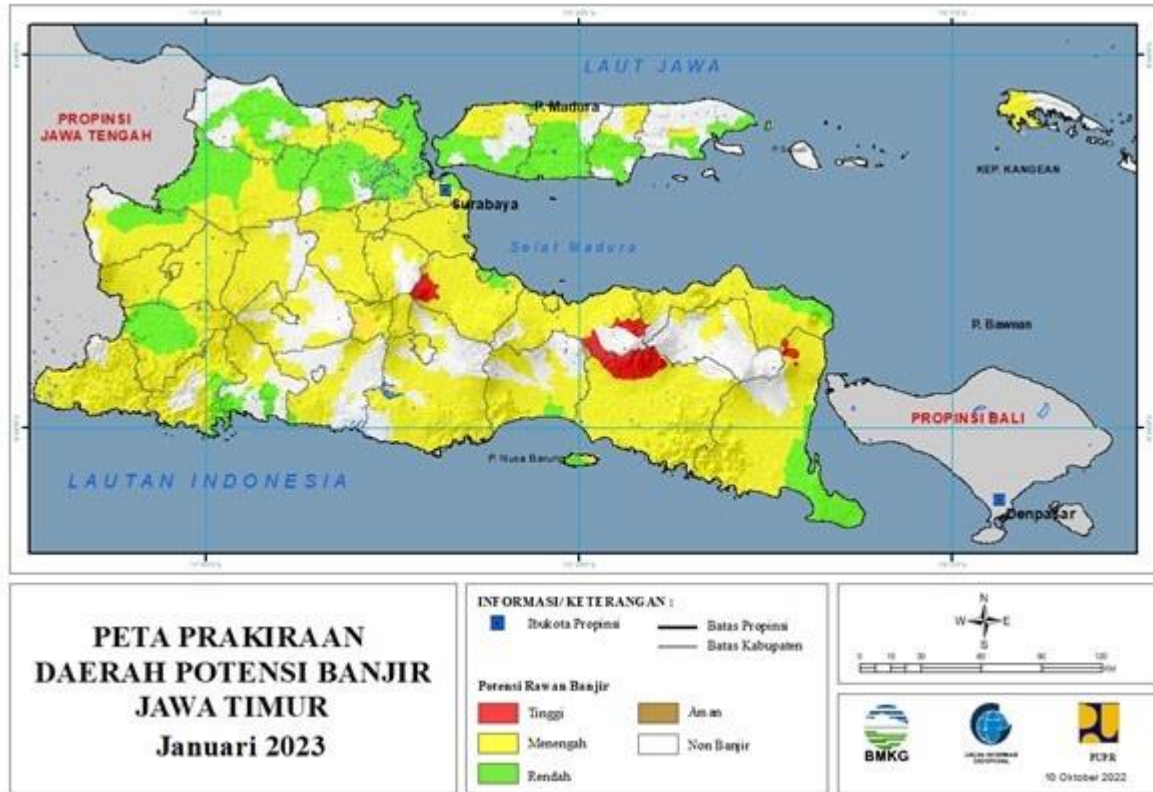 LAUT JAWA
PROPINSI
JAWA TENGAH
P. Madura
KEP. KANGEAN
Surabaya
Selat Madura
P. Bawean
PROPINSI BALI
P. Nusa Barung
LAUTAN INDONESIA
Denpasar
PETA PRAKIRAAN
DAERAH POTENSI BANJIR
JAWA TIMUR
Januari 2023
INFORMASI/KETERANGAN :
Ibukota Propinsi
Batas Propinsi
Batas Kabupaten
Potensi Rawan Banjir
Tinggi
Aman
Menengah
Non Banjir
Rendah
N
W E
S
BMKG
PUPR
10 Oktober 2022